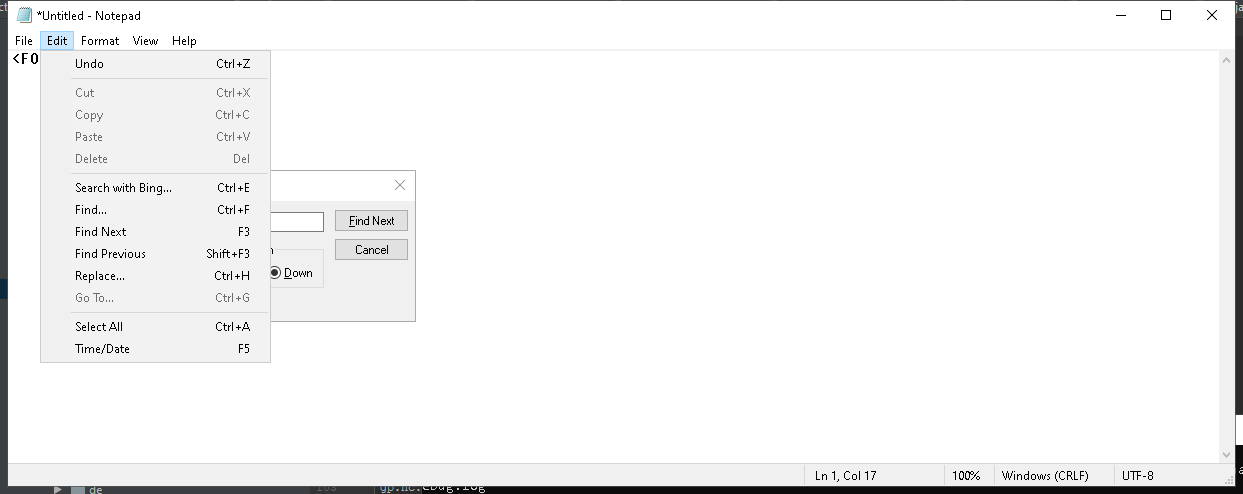 *Untitled - Notepad
File Edit Format View Help
<FO
Undo Ctrl+Z
Cut Ctrl+X
Copy Ctrl+C
Paste Ctrl+V
Delete Del
Search with Bing... Ctrl+E
Find... Ctrl+F
Find Next F3
Find Previous Shift+F3
Replace... Ctrl+H
Go To... Ctrl+G
Select All Ctrl+A
Time/Date F5
Find Next
Cancel
Down
Ln 1, Col 17 100% Windows (CRLF) UTF-8
de